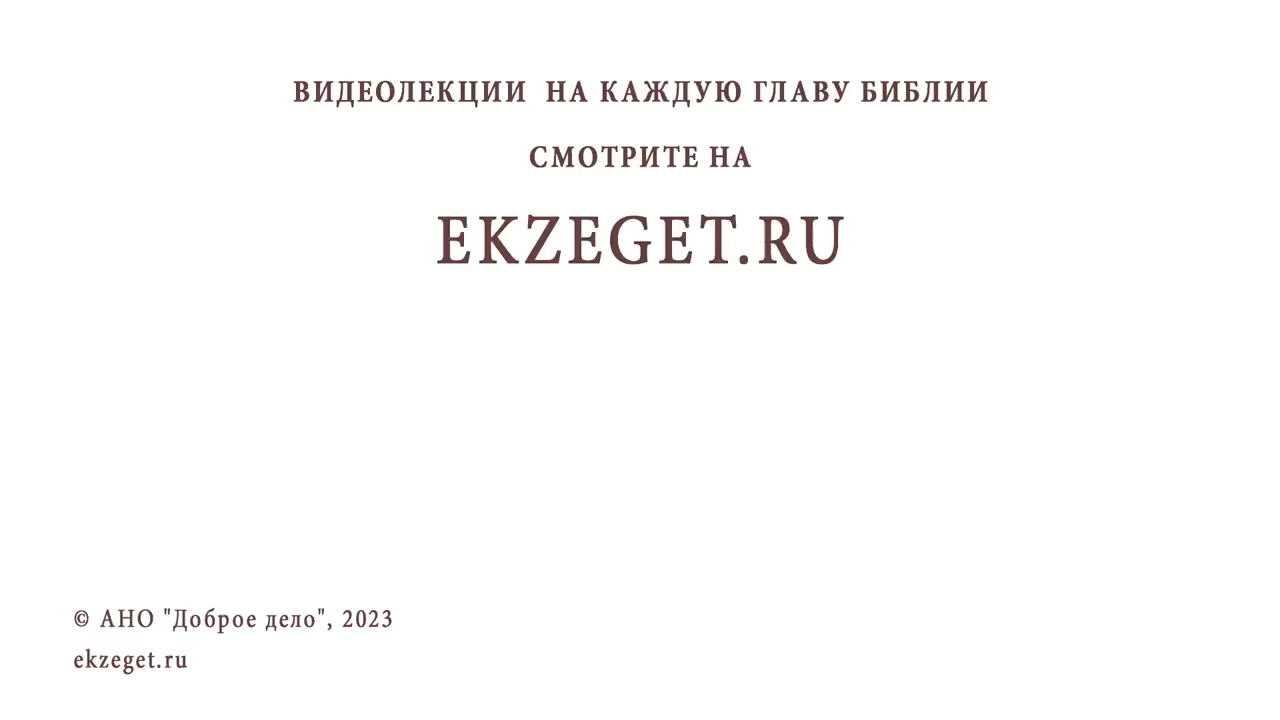 ВИДЕОЛЕКЦИИ НА КАЖДУЮ ГЛАВУ БИБЛИИ
СМОТРИТЕ НА
EKZEGET.RU
© АНО "Доброе дело", 2023
ekzeget.ru